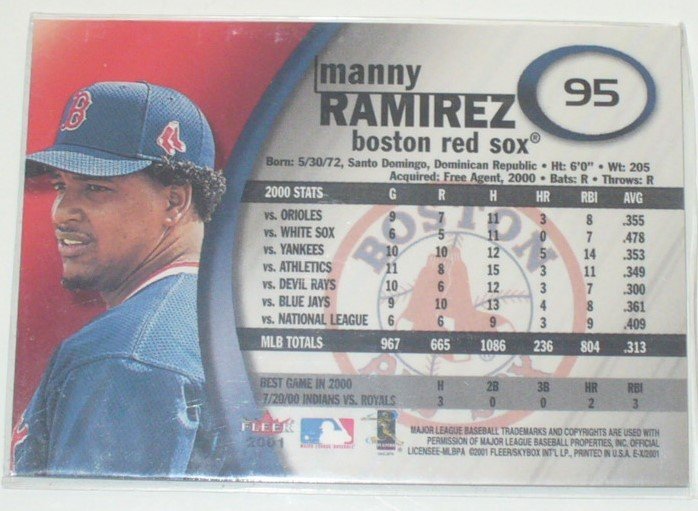 manny
95
RAMIREZ
boston red sox®
Born: 5/30/72, Santo Domingo, Dominican Republic • Ht: 6'0" • Wt: 205
Acquired: Free Agent, 2000 • Bats: R • Throws: R
2000 STATS G R H HR RBI AVG
vs. ORIOLES 9 7 11 3 8 .355
vs. WHITE SOX 6 5 11 0 7 .478
vs. YANKEES 10 10 12 5 14 .353
vs. ATHLETICS 11 8 15 3 11 .349
vs. DEVIL RAYS 10 6 12 3 7 .300
vs. BLUE JAYS 9 10 13 4 8 .361
vs. NATIONAL LEAGUE 6 6 9 3 9 .409
MLB TOTALS 967 665 1086 236 804 .313
BEST GAME IN 2000 H 2B 3B HR RBI
7/20/00 INDIANS VS. ROYALS 3 0 0 2 3
BOSTON
B
FLEER
2001
MAJOR LEAGUE BASEBALL TRADEMARKS AND COPYRIGHTS ARE USED WITH
PERMISSION OF MAJOR LEAGUE BASEBALL PROPERTIES, INC. OFFICIAL
LICENSEE-MLBPA ©2001 FLEER/SKYBOX INT'L LP., PRINTED IN U.S.A. E-X/2001